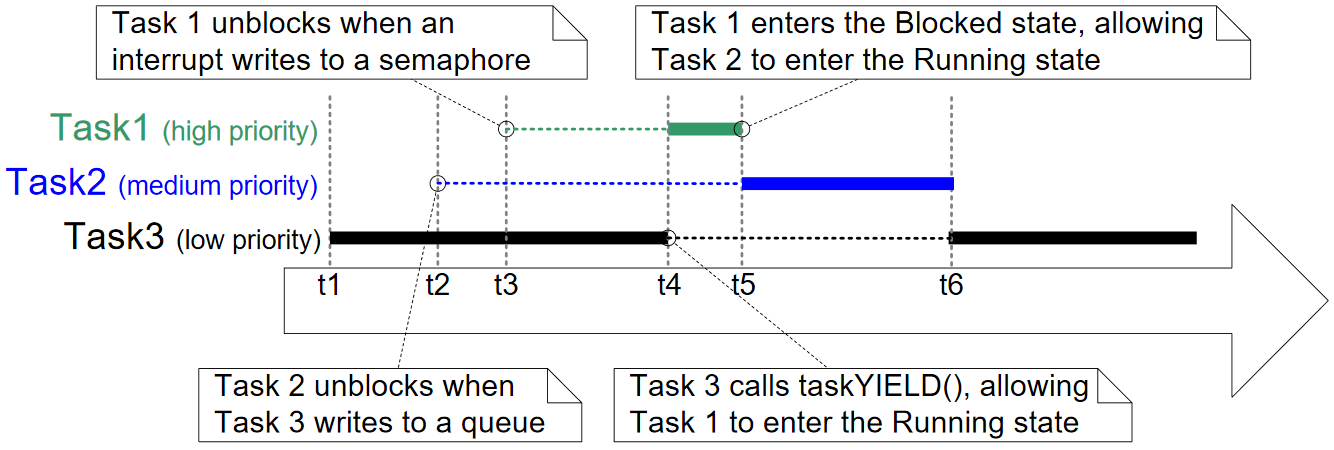 Task 1 unblocks when an
interrupt writes to a semaphore
Task 1 enters the Blocked state, allowing
Task 2 to enter the Running state
Task1 (high priority)
Task2 (medium priority)
Task3 (low priority)
t1 t2 t3 t4 t5 t6
Task 2 unblocks when
Task 3 writes to a queue
Task 3 calls taskYIELD(), allowing
Task 1 to enter the Running state